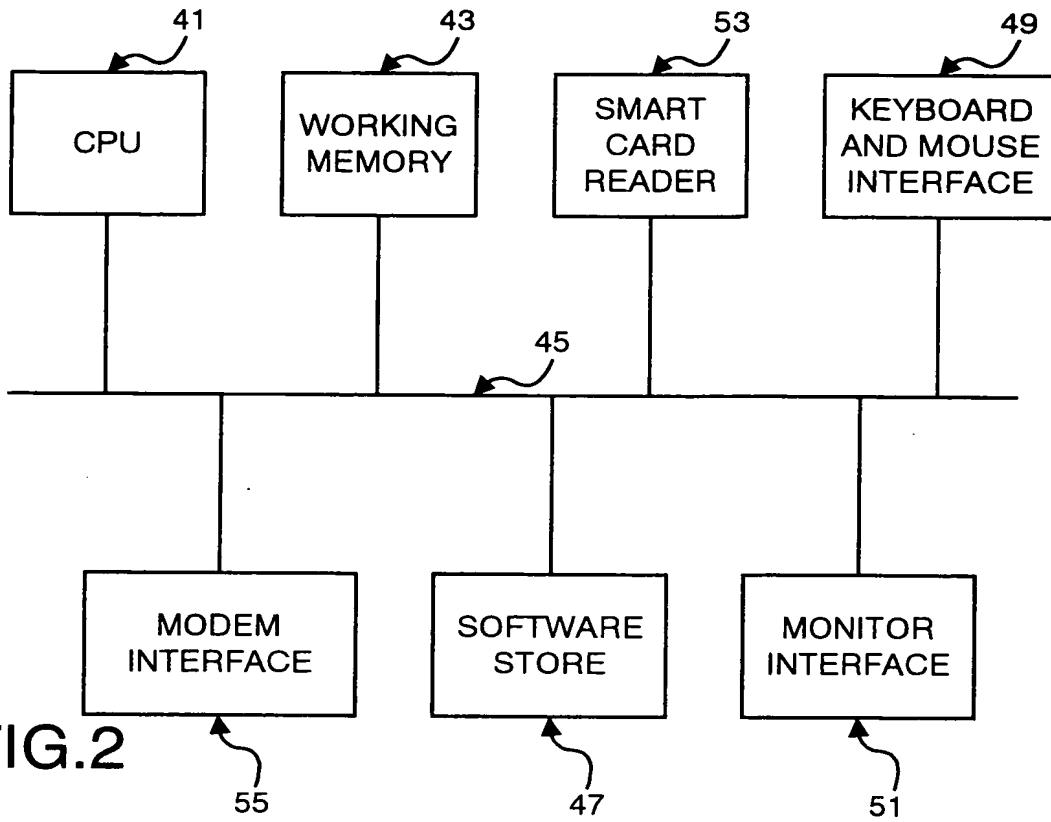 41
43
53
49
CPU
WORKING
MEMORY
SMART
CARD
READER
KEYBOARD
AND MOUSE
INTERFACE
45
MODEM
INTERFACE
SOFTWARE
STORE
MONITOR
INTERFACE
FIG.2
55
47
51